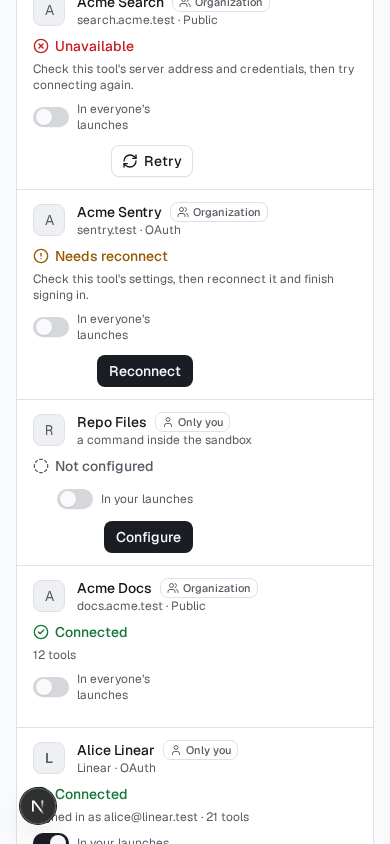 A
Acme Search
Organization
search.acme.test · Public
Unavailable
Check this tool's server address and credentials, then try
connecting again.
In everyone's
launches
Retry
A
Acme Sentry
Organization
sentry.test · OAuth
Needs reconnect
Check this tool's settings, then reconnect it and finish
signing in.
In everyone's
launches
Reconnect
R
Repo Files
Only you
a command inside the sandbox
Not configured
In your launches
Configure
A
Acme Docs
Organization
docs.acme.test · Public
Connected
12 tools
In everyone's
launches
L
Alice Linear
Only you
Linear · OAuth
Connected
N
ned in as alice@linear.test · 21 tools
In your launches